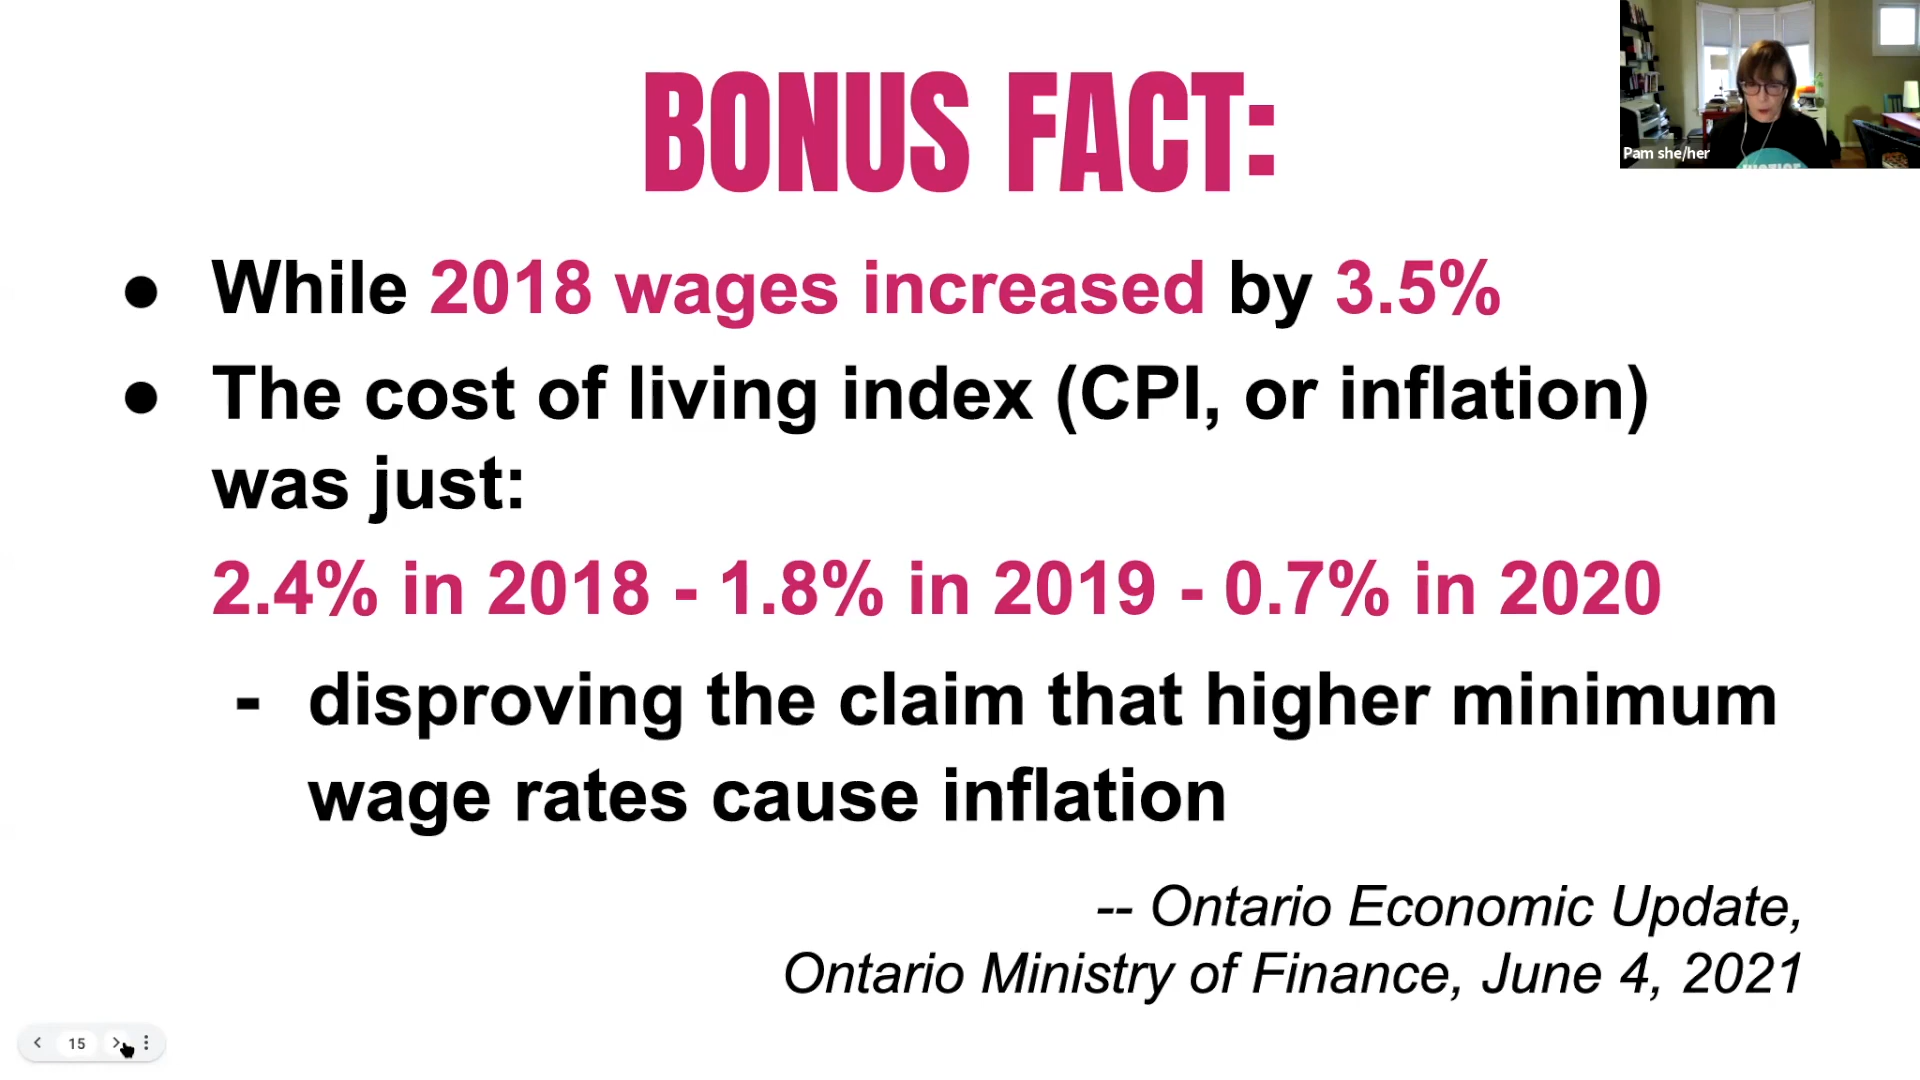 BONUS FACT:
Pam she/her
● While 2018 wages increased by 3.5%
● The cost of living index (CPI, or inflation)
was just:
2.4% in 2018 - 1.8% in 2019 - 0.7% in 2020
- disproving the claim that higher minimum
wage rates cause inflation
-- Ontario Economic Update,
Ontario Ministry of Finance, June 4, 2021
15